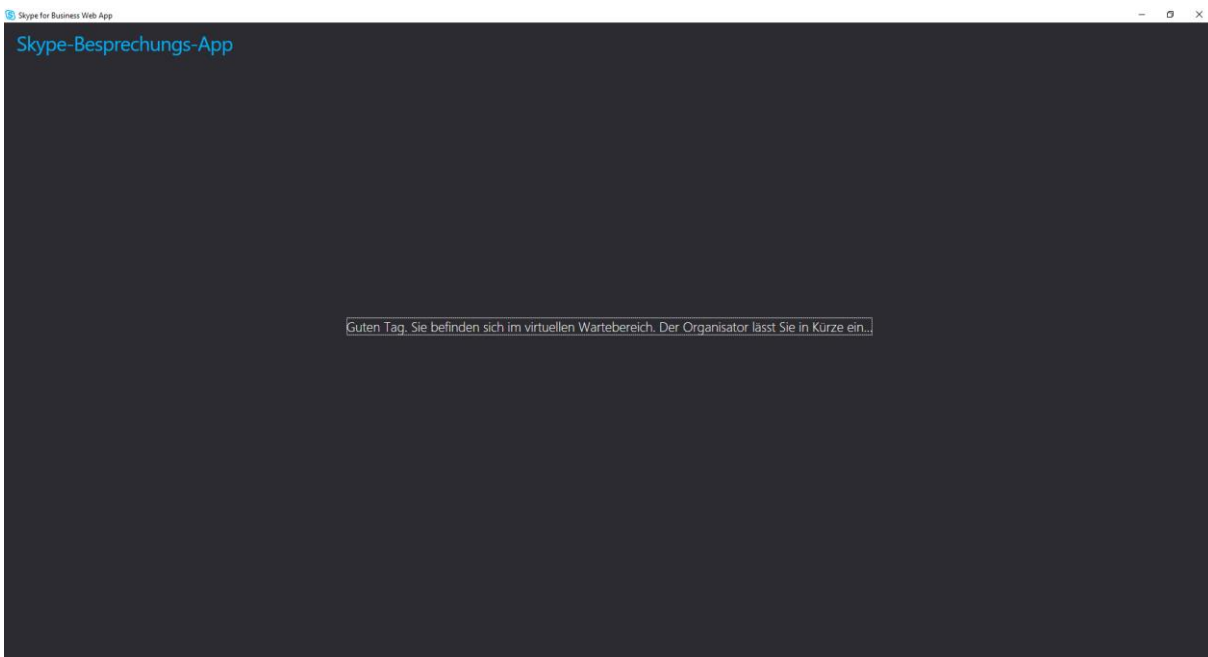 Skype for Business Web App
Skype-Besprechungs-App
Guten Tag. Sie befinden sich im virtuellen Wartebereich. Der Organisator lässt Sie in Kürze ein...